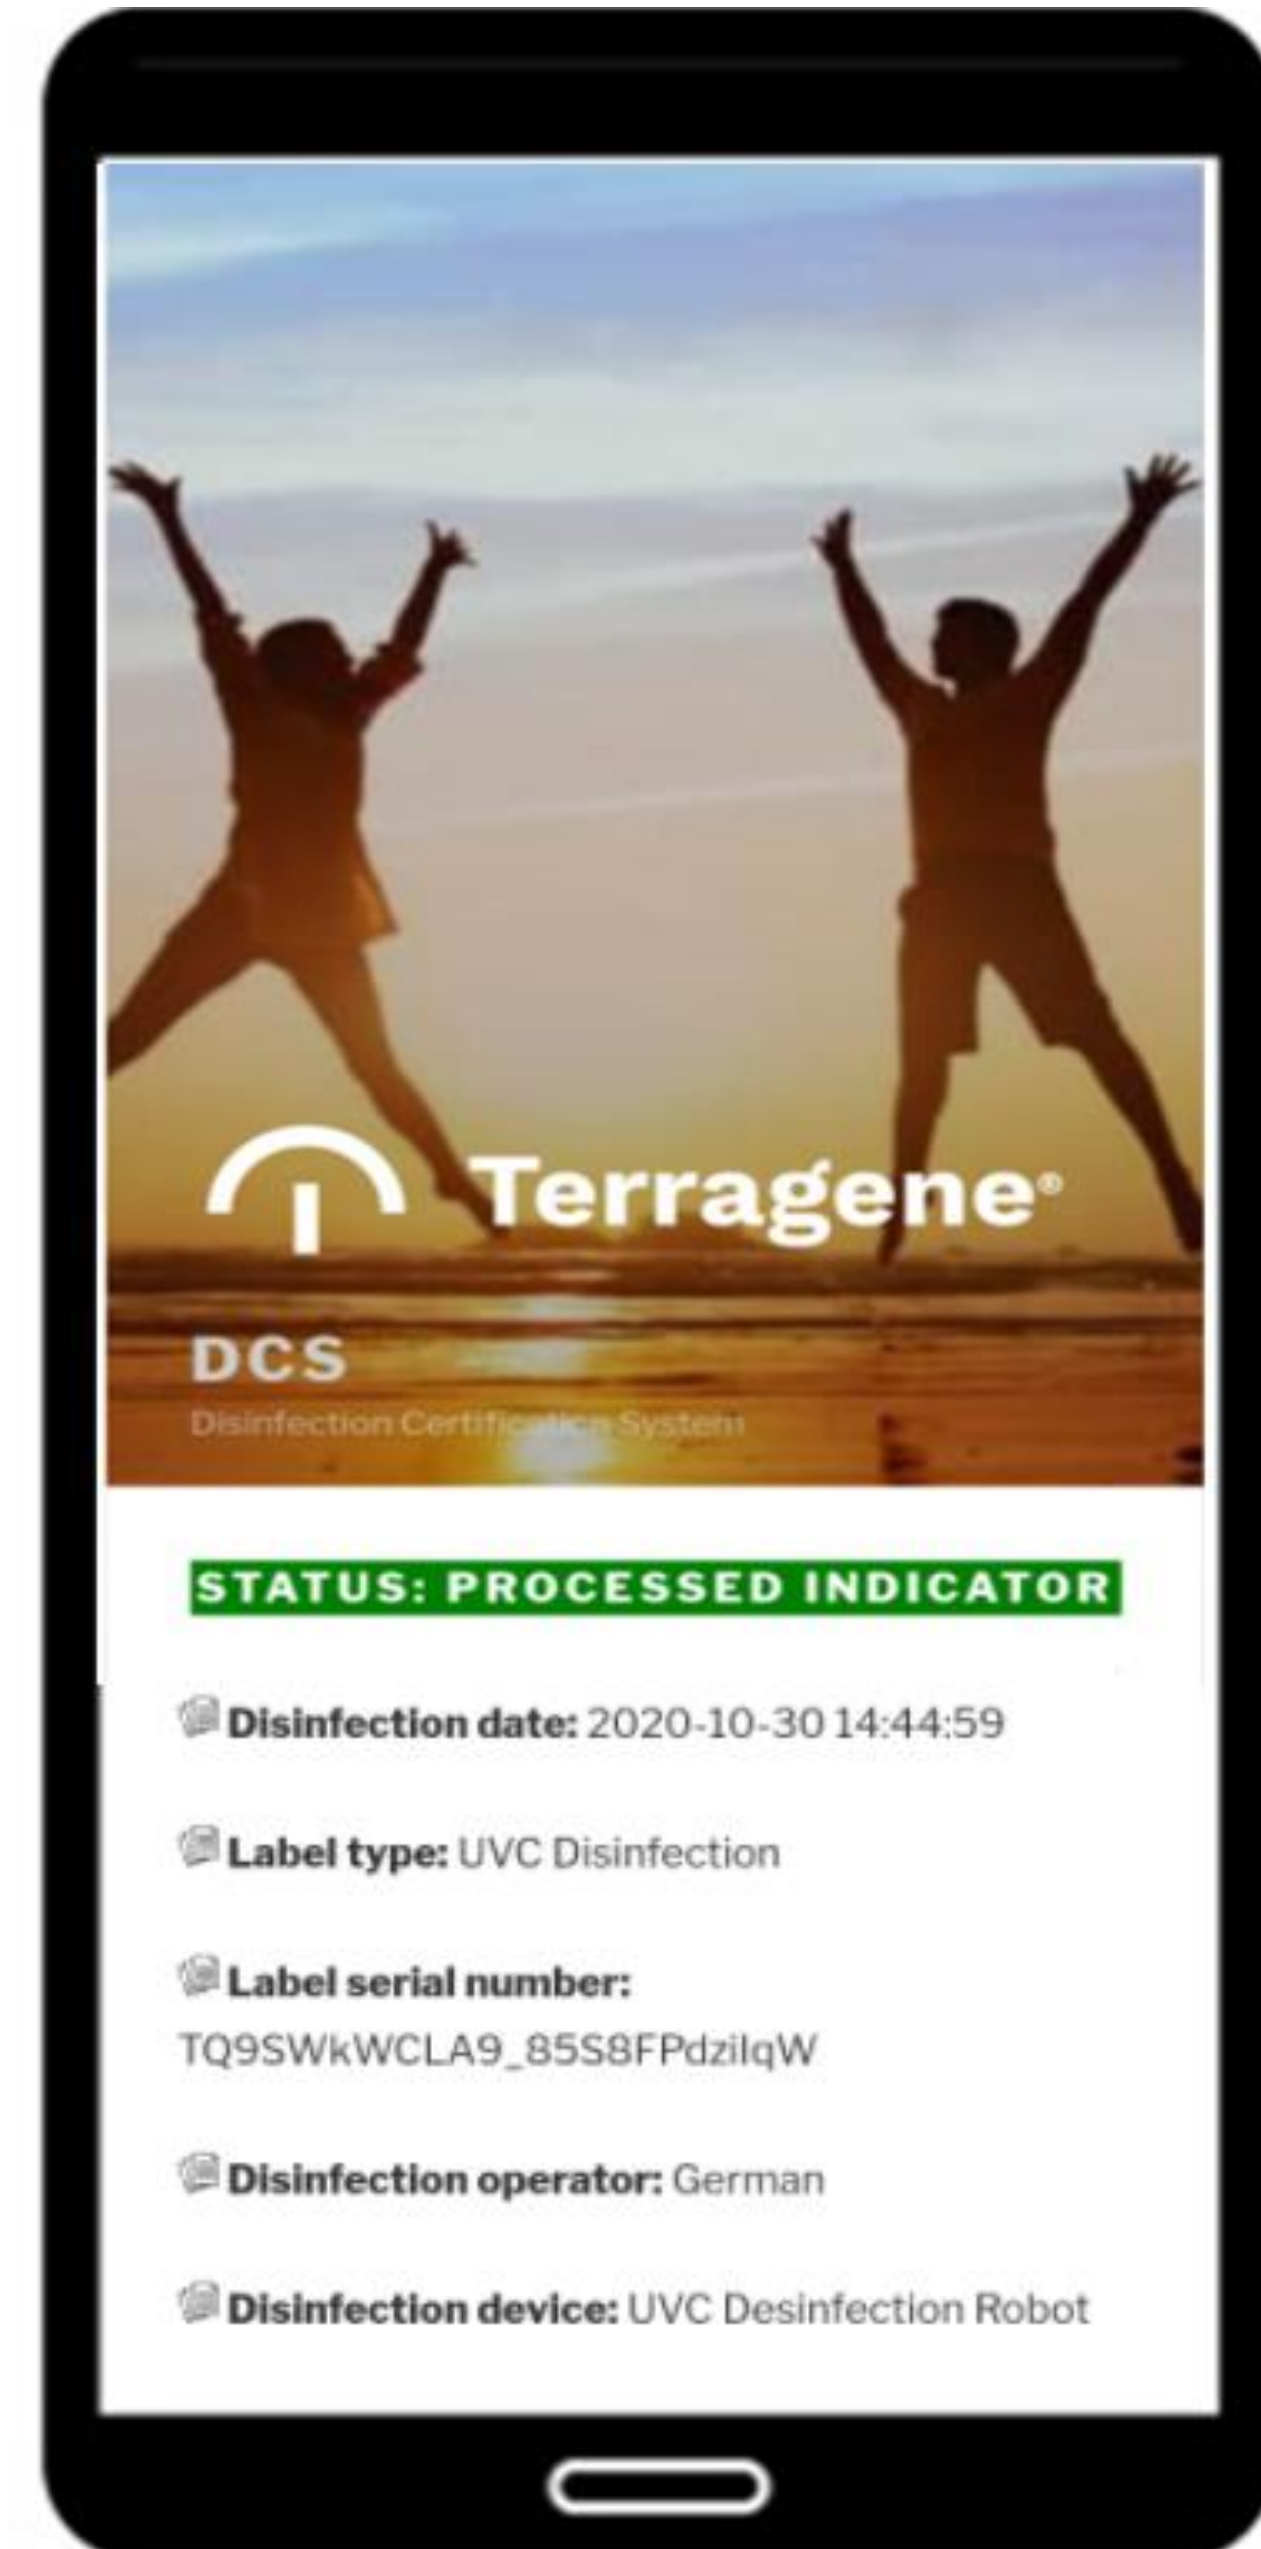 Terragene®
DCS
Disinfection Certification System
STATUS: PROCESSED INDICATOR
Disinfection date: 2020-10-30 14:44:59
Label type: UVC Disinfection
Label serial number:
TQ9SWkWCLA9_85S8FPdzilqW
Disinfection operator: German
Disinfection device: UVC Desinfection Robot